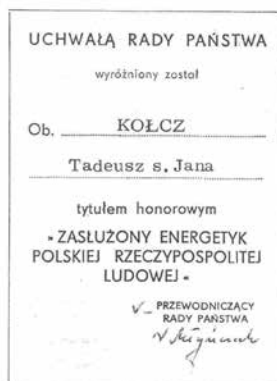 UCHWAŁĄ RADY PAŃSTWA
wyróżniony został
Ob. KOŁCZ
Tadeusz s. Jana
tytułem honorowym
»ZASŁUŻONY ENERGETYK
POLSKIEJ RZECZYPOSPOLITEJ
LUDOWEJ«
PRZEWODNICZĄCY
RADY PAŃSTWA